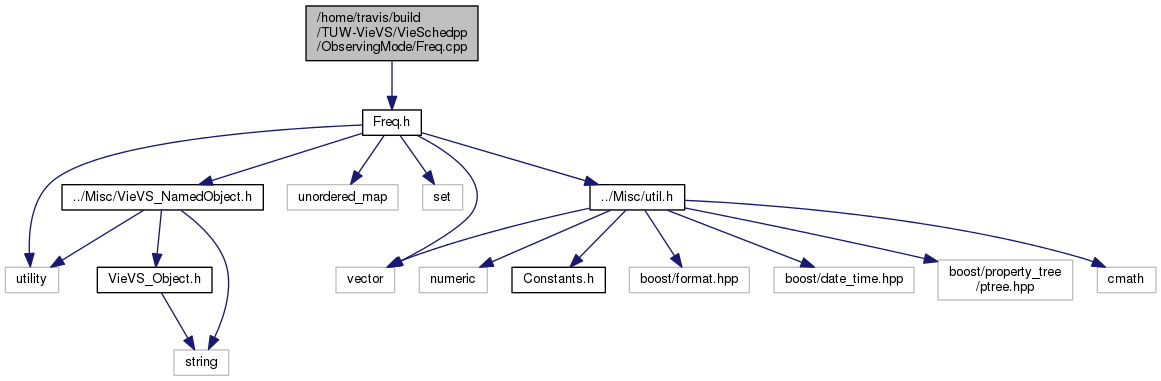 /home/travis/build
/TUW-VieVS/VieSchedpp
/ObservingMode/Freq.cpp
Freq.h
../Misc/VieVS_NamedObject.h
unordered_map
set
../Misc/util.h
utility
VieVS_Object.h
vector
numeric
Constants.h
boost/format.hpp
boost/date_time.hpp
boost/property_tree
/ptree.hpp
cmath
string